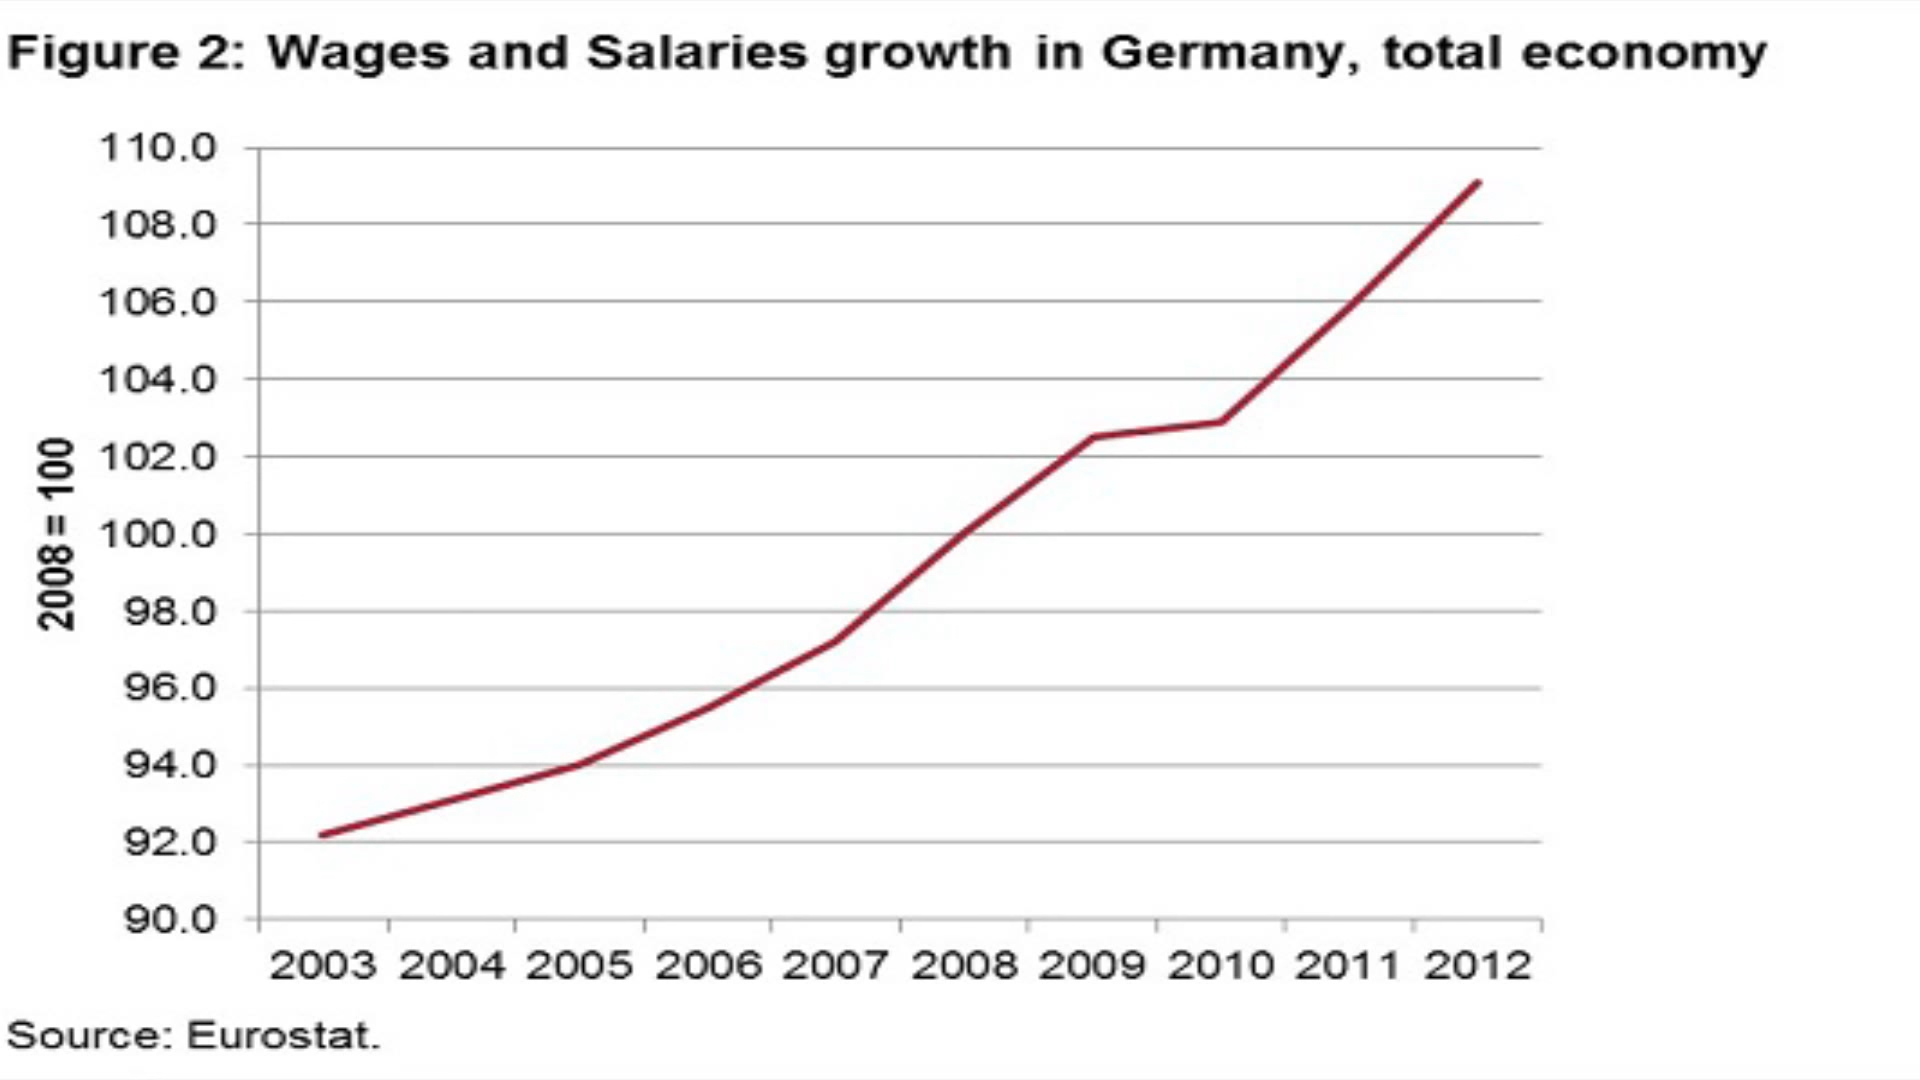 Figure 2: Wages and Salaries growth in Germany, total economy
110.0
108.0
106.0
104.0
102.0
100.0
98.0
96.0
94.0
92.0
90.0
2008 = 100
2003 2004 2005 2006 2007 2008 2009 2010 2011 2012
Source: Eurostat.